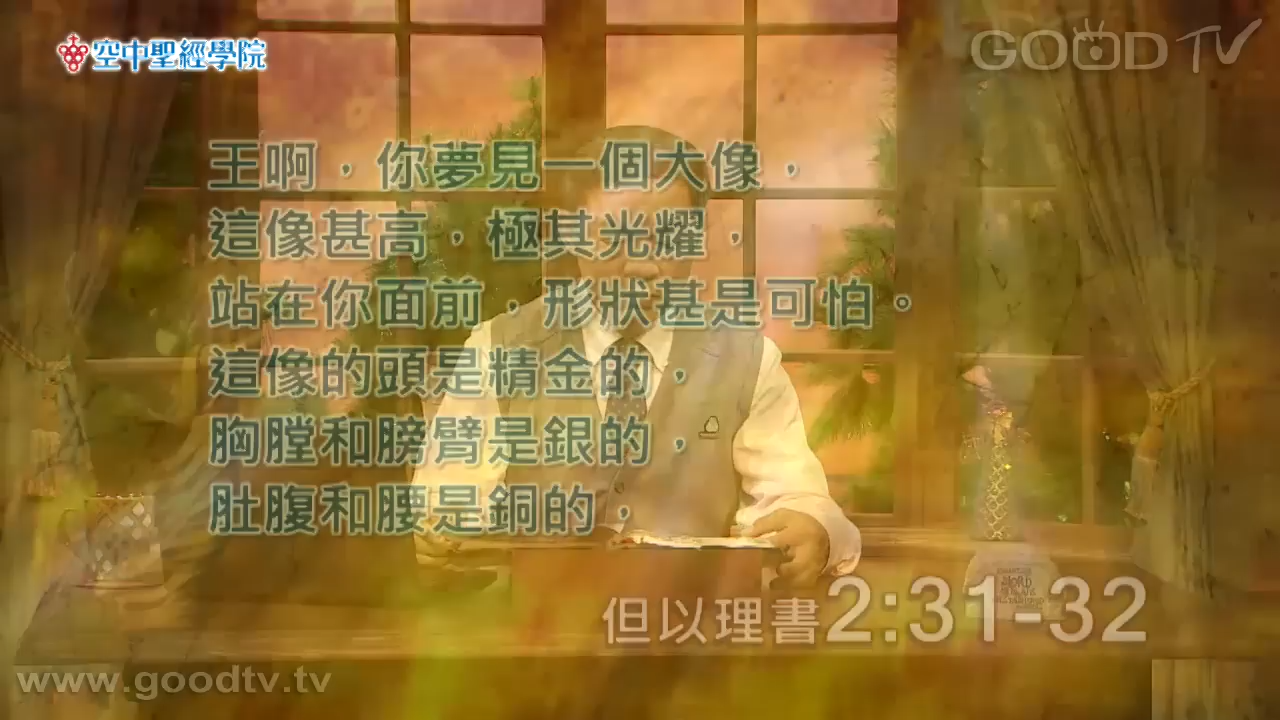 空中聖經學院
GOOD TV
王啊，你夢見一個大像，
這像甚高，極其光耀，
站在你面前，形狀甚是可怕。
這像的頭是精金的，
胸膛和膀臂是銀的，
肚腹和腰是銅的，
但以理書2:31-32
www.goodtv.tv